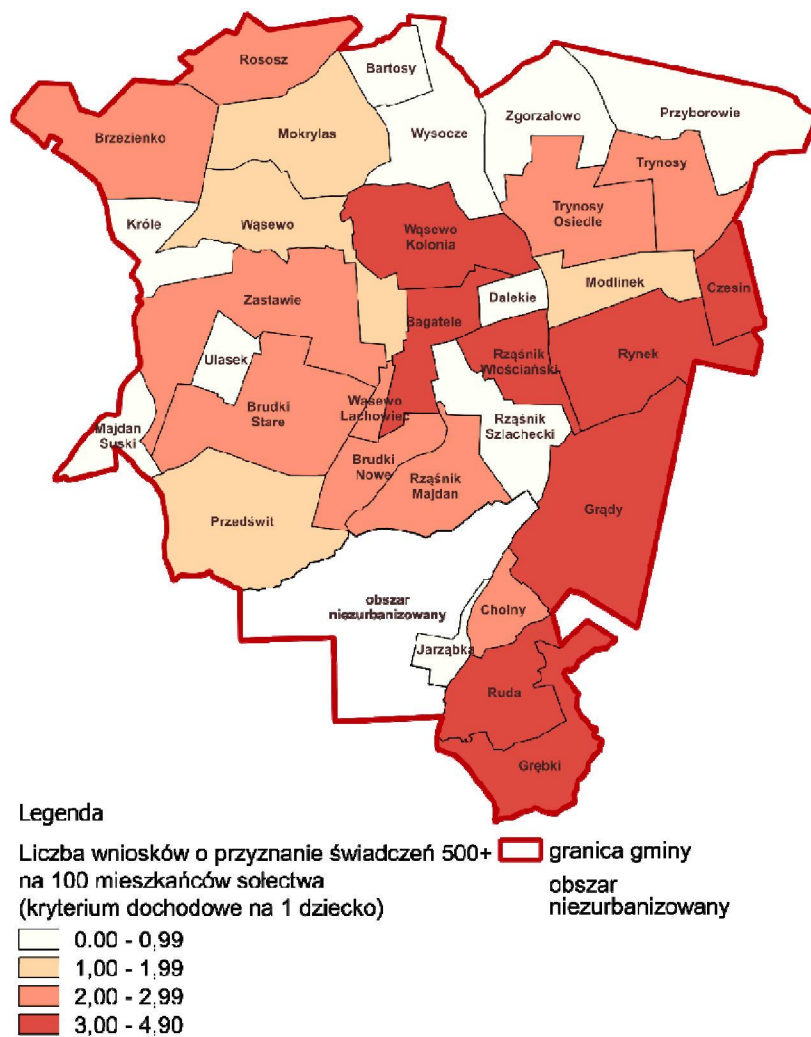 Rososz
Bartosy
Brzezienko
Mokrylas
Wysocze
Zgorzałowo
Przyborowie
Trynosy
Króle
Wąsewo
Trynosy
Osiedle
Wąsewo
Kolonia
Zastawie
Dalekie
Modlinek
Czesin
Bagatele
Ulasek
Rząśnik
Włościański
Rynek
Brudki
Stare
Wąsewo
Lachowiec
Majdan
Suski
Rząśnik
Szlachecki
Brudki
Nowe
Rząśnik
Majdan
Przedświt
Grądy
obszar
niezurbanizowany
Cholny
Jarząbka
Ruda
Grębki
Legenda
Liczba wniosków o przyznanie świadczeń 500+
na 100 mieszkańców sołectwa
(kryterium dochodowe na 1 dziecko)
0.00 - 0,99
1,00 - 1,99
2,00 - 2,99
3,00 - 4,90
granica gminy
obszar
niezurbanizowany